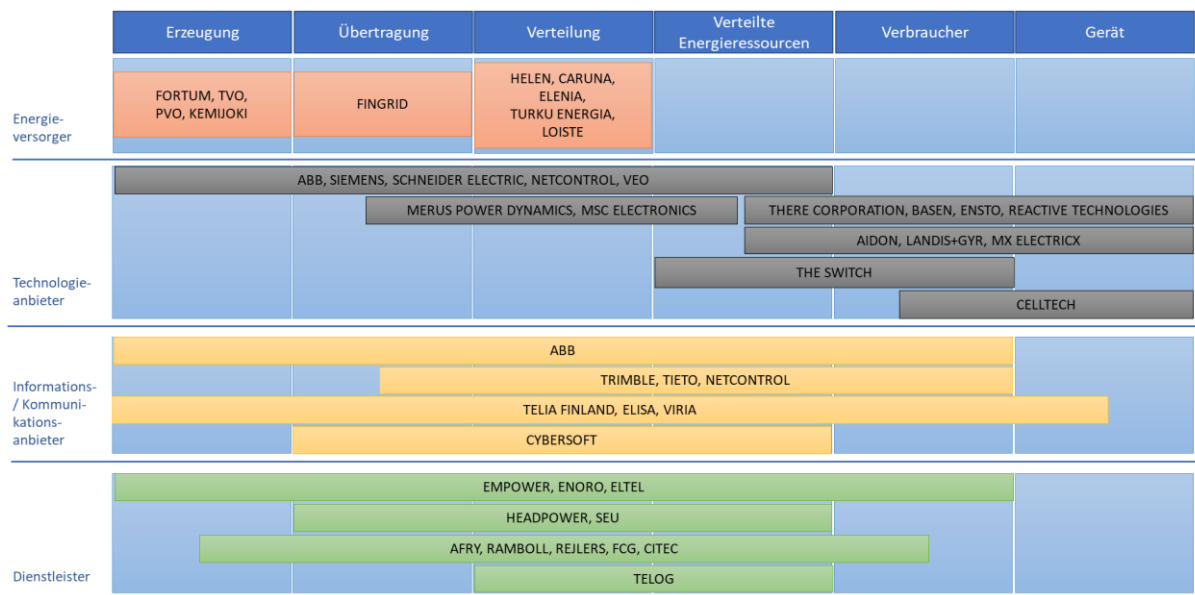 Erzeugung
Übertragung
Verteilung
Verteilte
Energieressourcen
Verbraucher
Gerät
Energie-
versorger
FORTUM, TVO,
PVO, KEMIJOKI
FINGRID
HELEN, CARUNA,
ELENIA,
TURKU ENERGIA,
LOISTE
Technologie-
anbieter
ABB, SIEMENS, SCHNEIDER ELECTRIC, NETCONTROL, VEO
MERUS POWER DYNAMICS, MSC ELECTRONICS
THERE CORPORATION, BASEN, ENSTO, REACTIVE TECHNOLOGIES
AIDON, LANDIS+GYR, MX ELECTRICX
THE SWITCH
CELLTECH
Informations-
/ Kommuni-
kations-
anbieter
ABB
TRIMBLE, TIETO, NETCONTROL
TELIA FINLAND, ELISA, VIRIA
CYBERSOFT
Dienstleister
EMPOWER, ENORO, ELTEL
HEADPOWER, SEU
AFRY, RAMBOLL, REJLERS, FCG, CITEC
TELOG